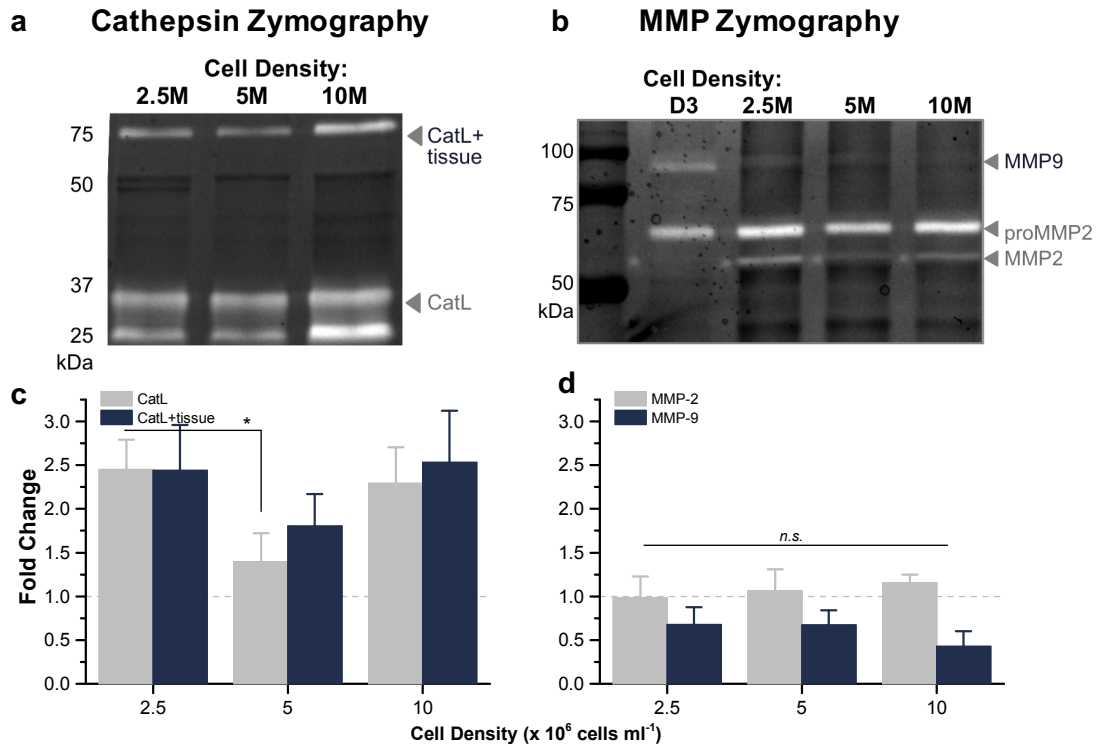 a Cathepsin Zymography
Cell Density:
2.5M 5M 10M
75
50
37
25
kDa
CatL+
tissue
CatL
b MMP Zymography
Cell Density:
D3 2.5M 5M 10M
100
75
50
kDa
MMP9
proMMP2
MMP2
c
CatL
CatL+tissue
*
Fold Change
3.0
2.5
2.0
1.5
1.0
0.5
0.0
2.5 5 10
d
MMP-2
MMP-9
n.s.
3.0
2.5
2.0
1.5
1.0
0.5
0.0
2.5 5 10
Cell Density (x 10⁶ cells ml⁻¹)